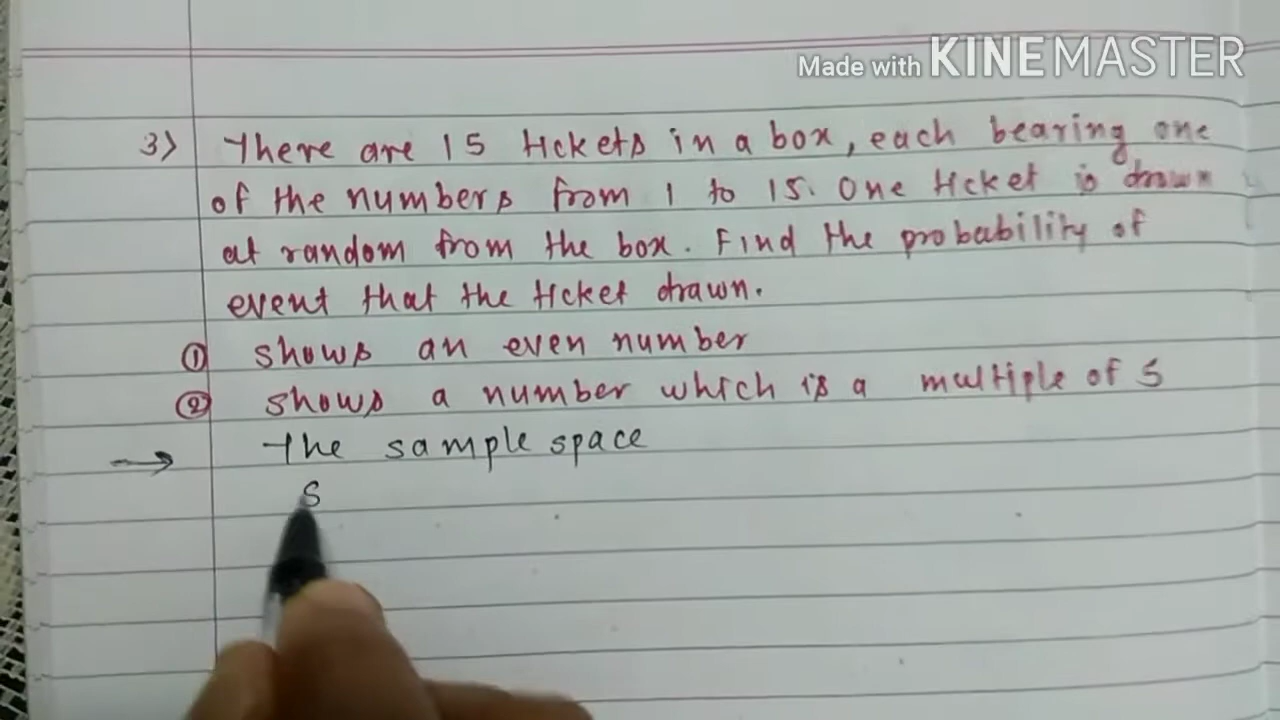 Made with KINEMASTER
3) There are 15 tickets in a box, each bearing one
of the numbers from 1 to 15. One ticket is drawn
at random from the box. Find the probability of
event that the ticket drawn.
① shows an even number
② shows a number which is a multiple of 5
→ The sample space
S